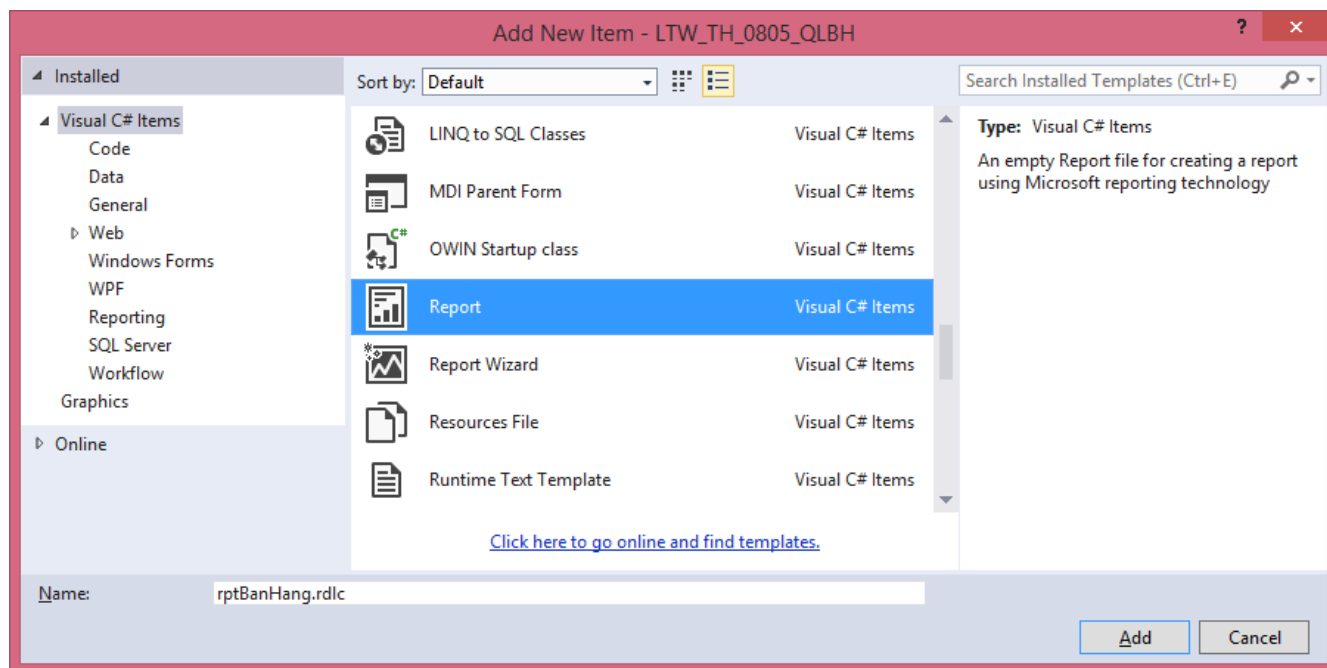 Add New Item - LTW_TH_0805_QLBH
?
Installed
Sort by: Default
Search Installed Templates (Ctrl+E)
Visual C# Items
Code
Data
General
Web
Windows Forms
WPF
Reporting
SQL Server
Workflow
Graphics
Online
LINQ to SQL Classes Visual C# Items
MDI Parent Form Visual C# Items
C# OWIN Startup class Visual C# Items
Report Visual C# Items
Report Wizard Visual C# Items
Resources File Visual C# Items
Runtime Text Template Visual C# Items
Click here to go online and find templates.
Type: Visual C# Items
An empty Report file for creating a report
using Microsoft reporting technology
Name: rptBanHang.rdlc
Add Cancel